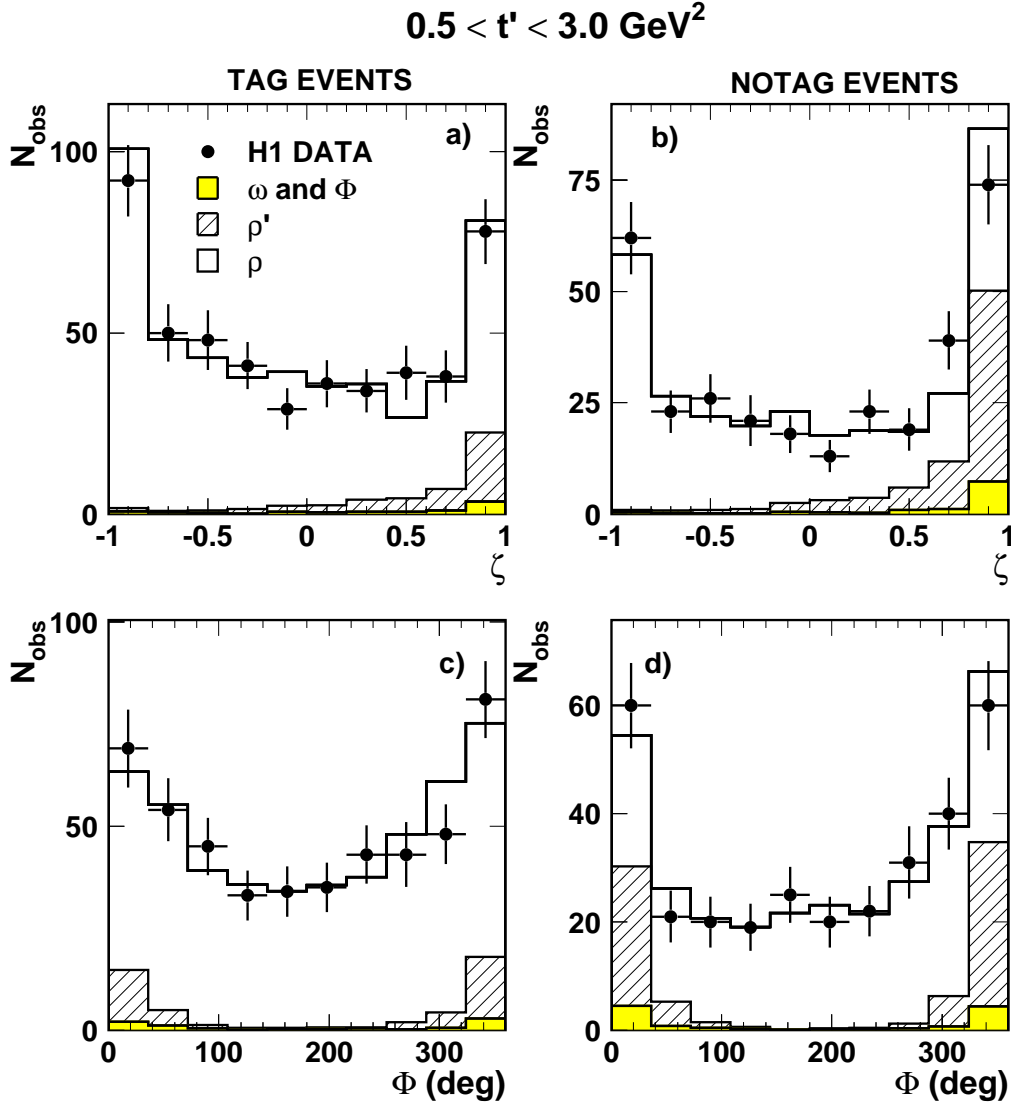 0.5 < t' < 3.0 GeV²
TAG EVENTS
NOTAG EVENTS
N_obs
a)
H1 DATA
ω and Φ
ρ'
ρ
100
50
0
-1 -0.5 0 0.5 1
ζ
N_obs
b)
75
50
25
0
-1 -0.5 0 0.5 1
ζ
N_obs
c)
100
50
0
0 100 200 300
Φ (deg)
N_obs
d)
60
40
20
0
0 100 200 300
Φ (deg)